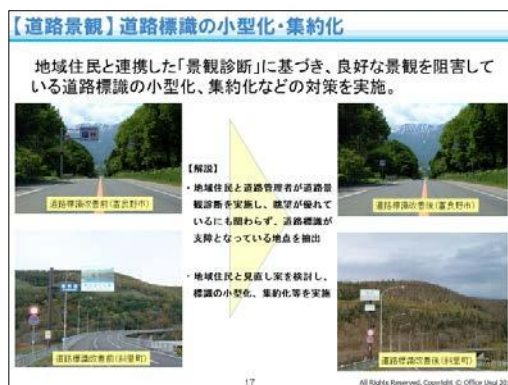 【道路景観】道路標識の小型化・集約化
地域住民と連携した「景観診断」に基づき、良好な景観を阻害して
いる道路標識の小型化、集約化などの対策を実施。
【解説】
・地域住民と道路管理者が道路景
観診断を実施し、眺望が優れて
いるにも関わらず、道路標識が
支障となっている地点を抽出
・地域住民と見直し案を検討し、
標識の小型化、集約化等を実施
道路標識改善前(富良野市)
道路標識改善後(富良野市)
道路標識改善前(斜里町)
道路標識改善後(斜里町)
17
All Rights Reserved, Copyright © Office Usui